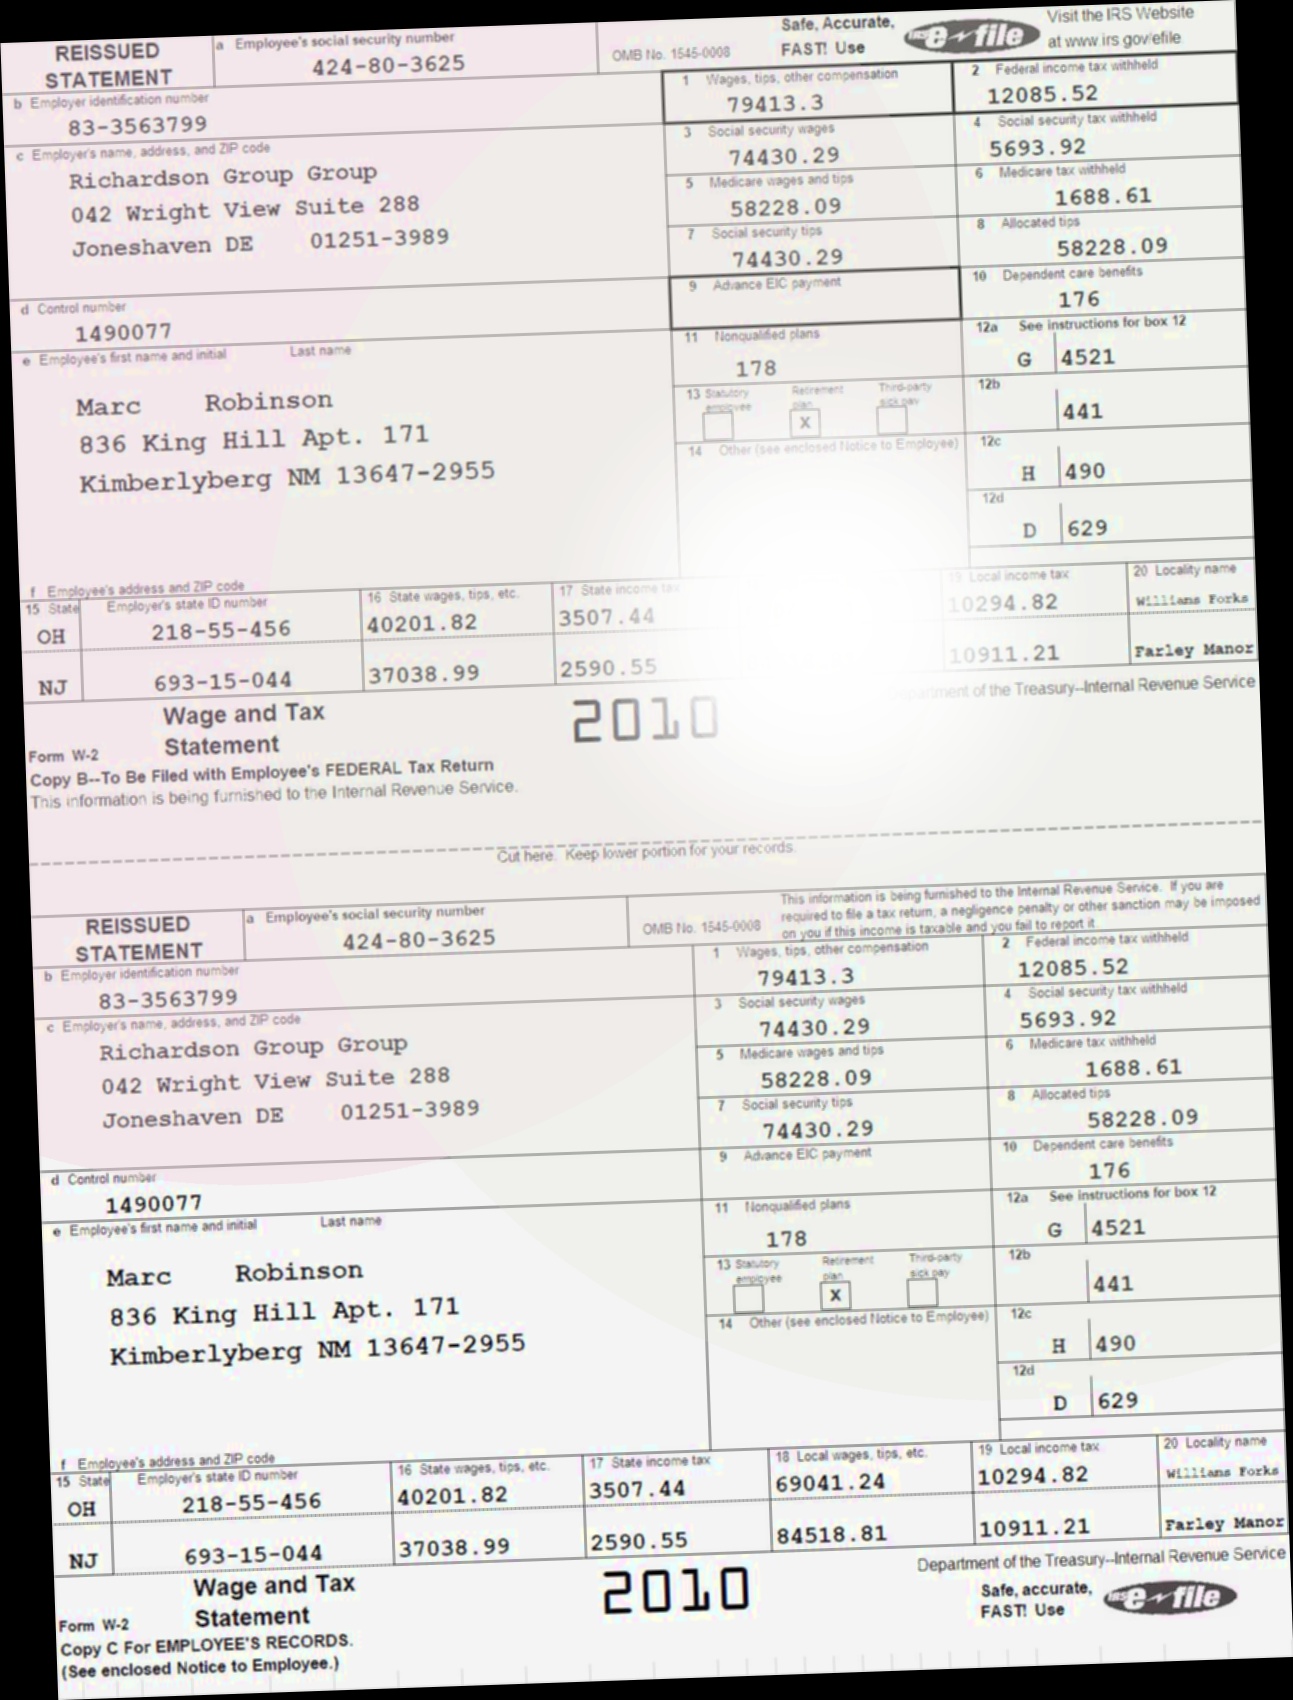 REISSUED STATEMENT
a Employee's social security number
424-80-3625
OMB No. 1545-0008
Safe, Accurate, FAST! Use
IRS e-file
Visit the IRS Website at www.irs.gov/efile
b Employer identification number
83-3563799
1 Wages, tips, other compensation
79413.3
2 Federal income tax withheld
12085.52
c Employer's name, address, and ZIP code
Richardson Group Group
042 Wright View Suite 288
Joneshaven DE 01251-3989
3 Social security wages
74430.29
4 Social security tax withheld
5693.92
5 Medicare wages and tips
58228.09
6 Medicare tax withheld
1688.61
7 Social security tips
74430.29
8 Allocated tips
58228.09
d Control number
1490077
9 Advance EIC payment
10 Dependent care benefits
176
e Employee's first name and initial Last name
Marc Robinson
836 King Hill Apt. 171
Kimberlyberg NM 13647-2955
11 Nonqualified plans
178
12a See instructions for box 12
G 4521
13 Statutory employee
Retirement plan
X
Third-party sick pay
12b
441
14 Other (see enclosed Notice to Employee)
12c
H 490
12d
D 629
f Employee's address and ZIP code
15 State Employer's state ID number 16 State wages, tips, etc. 17 State income tax 19 Local income tax 20 Locality name
OH 218-55-456 40201.82 3507.44 10294.82 Williams Forks
NJ 693-15-044 37038.99 2590.55 10911.21 Farley Manor
Form W-2
Wage and Tax Statement
2010
Department of the Treasury--Internal Revenue Service
Copy B--To Be Filed with Employee's FEDERAL Tax Return
This information is being furnished to the Internal Revenue Service.
Cut here. Keep lower portion for your records.
REISSUED STATEMENT
a Employee's social security number
424-80-3625
OMB No. 1545-0008
This information is being furnished to the Internal Revenue Service. If you are
required to file a tax return, a negligence penalty or other sanction may be imposed
on you if this income is taxable and you fail to report it.
b Employer identification number
83-3563799
1 Wages, tips, other compensation
79413.3
2 Federal income tax withheld
12085.52
c Employer's name, address, and ZIP code
Richardson Group Group
042 Wright View Suite 288
Joneshaven DE 01251-3989
3 Social security wages
74430.29
4 Social security tax withheld
5693.92
5 Medicare wages and tips
58228.09
6 Medicare tax withheld
1688.61
7 Social security tips
74430.29
8 Allocated tips
58228.09
d Control number
1490077
9 Advance EIC payment
10 Dependent care benefits
176
e Employee's first name and initial Last name
Marc Robinson
836 King Hill Apt. 171
Kimberlyberg NM 13647-2955
11 Nonqualified plans
178
12a See instructions for box 12
G 4521
13 Statutory employee
Retirement plan
X
Third-party sick pay
12b
441
14 Other (see enclosed Notice to Employee)
12c
H 490
12d
D 629
f Employee's address and ZIP code
15 State Employer's state ID number 16 State wages, tips, etc. 17 State income tax 18 Local wages, tips, etc. 19 Local income tax 20 Locality name
OH 218-55-456 40201.82 3507.44 69041.24 10294.82 Williams Forks
NJ 693-15-044 37038.99 2590.55 84518.81 10911.21 Farley Manor
Form W-2
Wage and Tax Statement
2010
Department of the Treasury--Internal Revenue Service
Safe, accurate, FAST! Use
IRS e-file
Copy C For EMPLOYEE'S RECORDS.
(See enclosed Notice to Employee.)